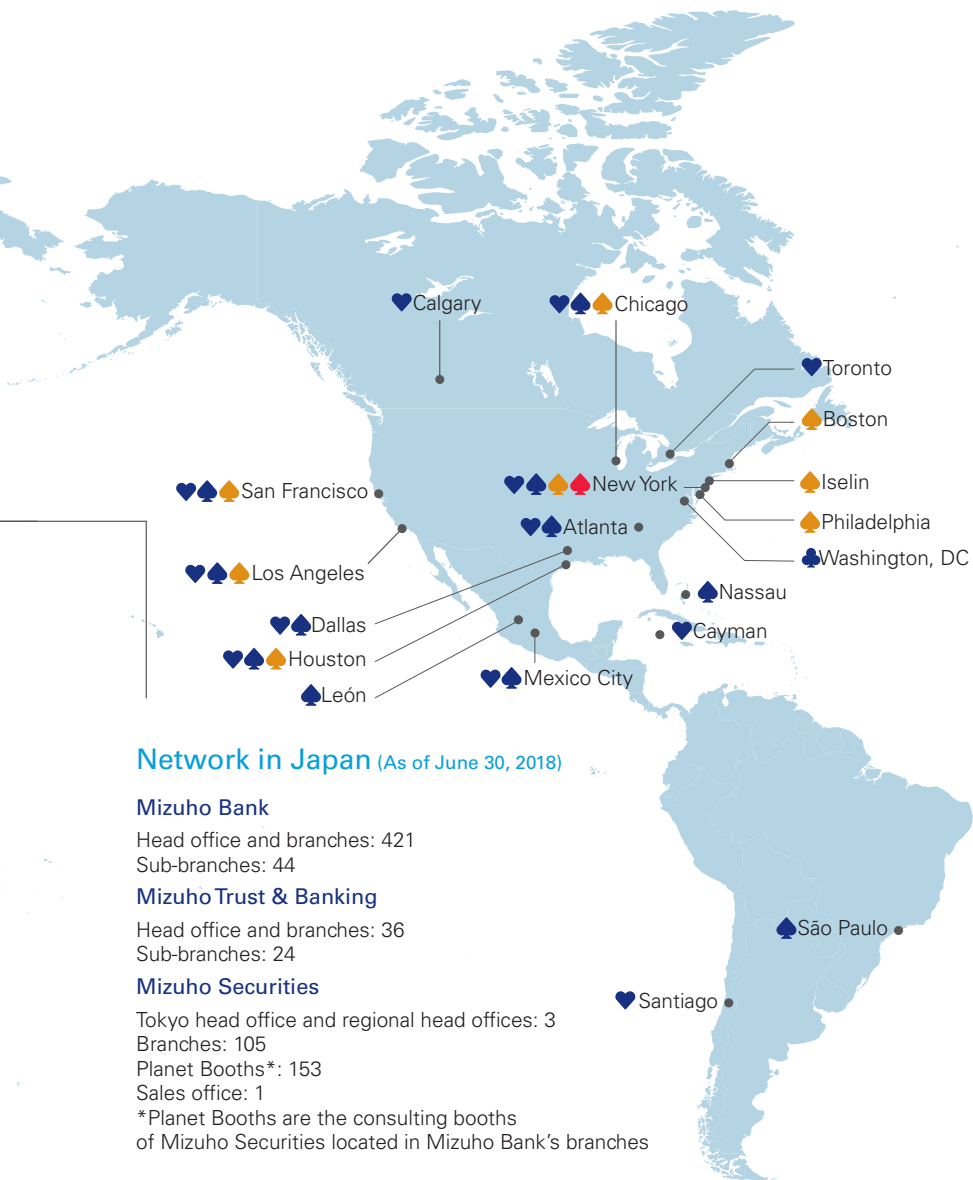 Calgary
Chicago
Toronto
Boston
San Francisco
New York
Iselin
Atlanta
Philadelphia
Washington, DC
Los Angeles
Nassau
Dallas
Cayman
Houston
Mexico City
León
Network in Japan (As of June 30, 2018)
Mizuho Bank
Head office and branches: 421
Sub-branches: 44
Mizuho Trust & Banking
Head office and branches: 36
Sub-branches: 24
Mizuho Securities
Tokyo head office and regional head offices: 3
Branches: 105
Planet Booths*: 153
Sales office: 1
*Planet Booths are the consulting booths
of Mizuho Securities located in Mizuho Bank's branches
São Paulo
Santiago